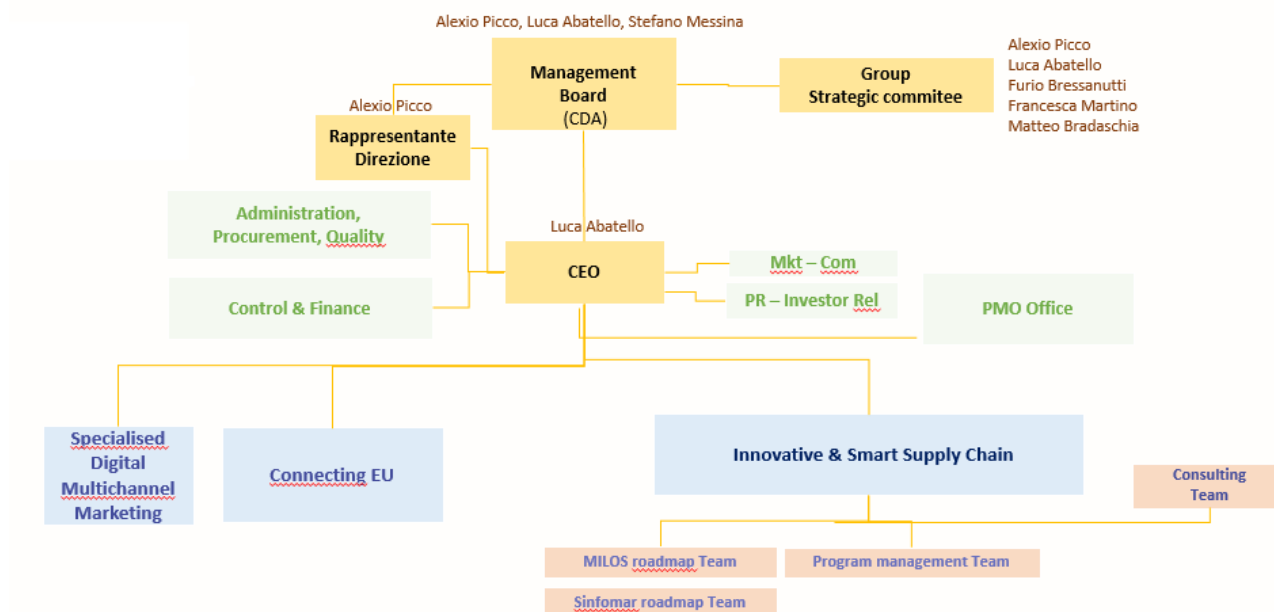 Alexio Picco, Luca Abatello, Stefano Messina
Management
Board
(CDA)
Group
Strategic commitee
Alexio Picco
Luca Abatello
Furio Bressanutti
Francesca Martino
Matteo Bradaschia
Alexio Picco
Rappresentante
Direzione
Administration,
Procurement, Quality
Control & Finance
Luca Abatello
CEO
Mkt – Com
PR – Investor Rel
PMO Office
Specialised
Digital
Multichannel
Marketing
Connecting EU
Innovative & Smart Supply Chain
Consulting
Team
MILOS roadmap Team
Program management Team
Sinfomar roadmap Team